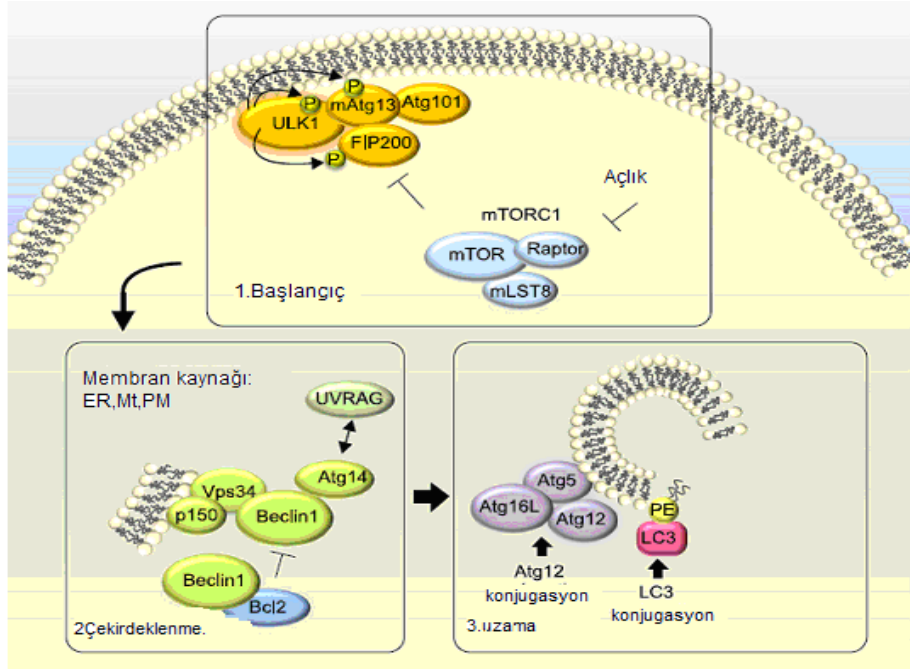 P
P
mAtg13
Atg101
ULK1
FIP200
P
Açlık
mTORC1
mTOR
Raptor
mLST8
1.Başlangıç
Membran kaynağı:
ER,Mt,PM
UVRAG
Atg14
Vps34
p150
Beclin1
Beclin1
Bcl2
2Çekirdeklenme.
Atg5
Atg16L
Atg12
PE
LC3
Atg12
konjugasyon
LC3
konjugasyon
3.uzama